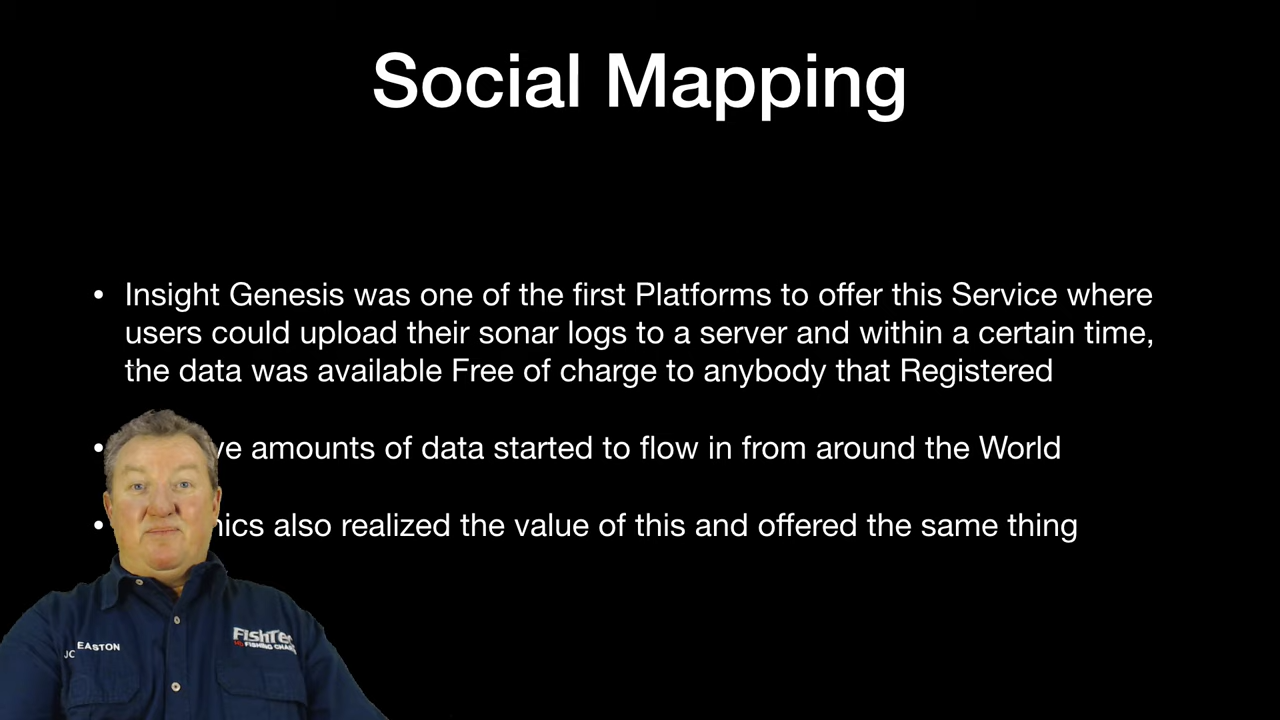 Social Mapping
• Insight Genesis was one of the first Platforms to offer this Service where
users could upload their sonar logs to a server and within a certain time,
the data was available Free of charge to anybody that Registered
• amounts of data started to flow in from around the World
• also realized the value of this and offered the same thing
EASTON
FISHING